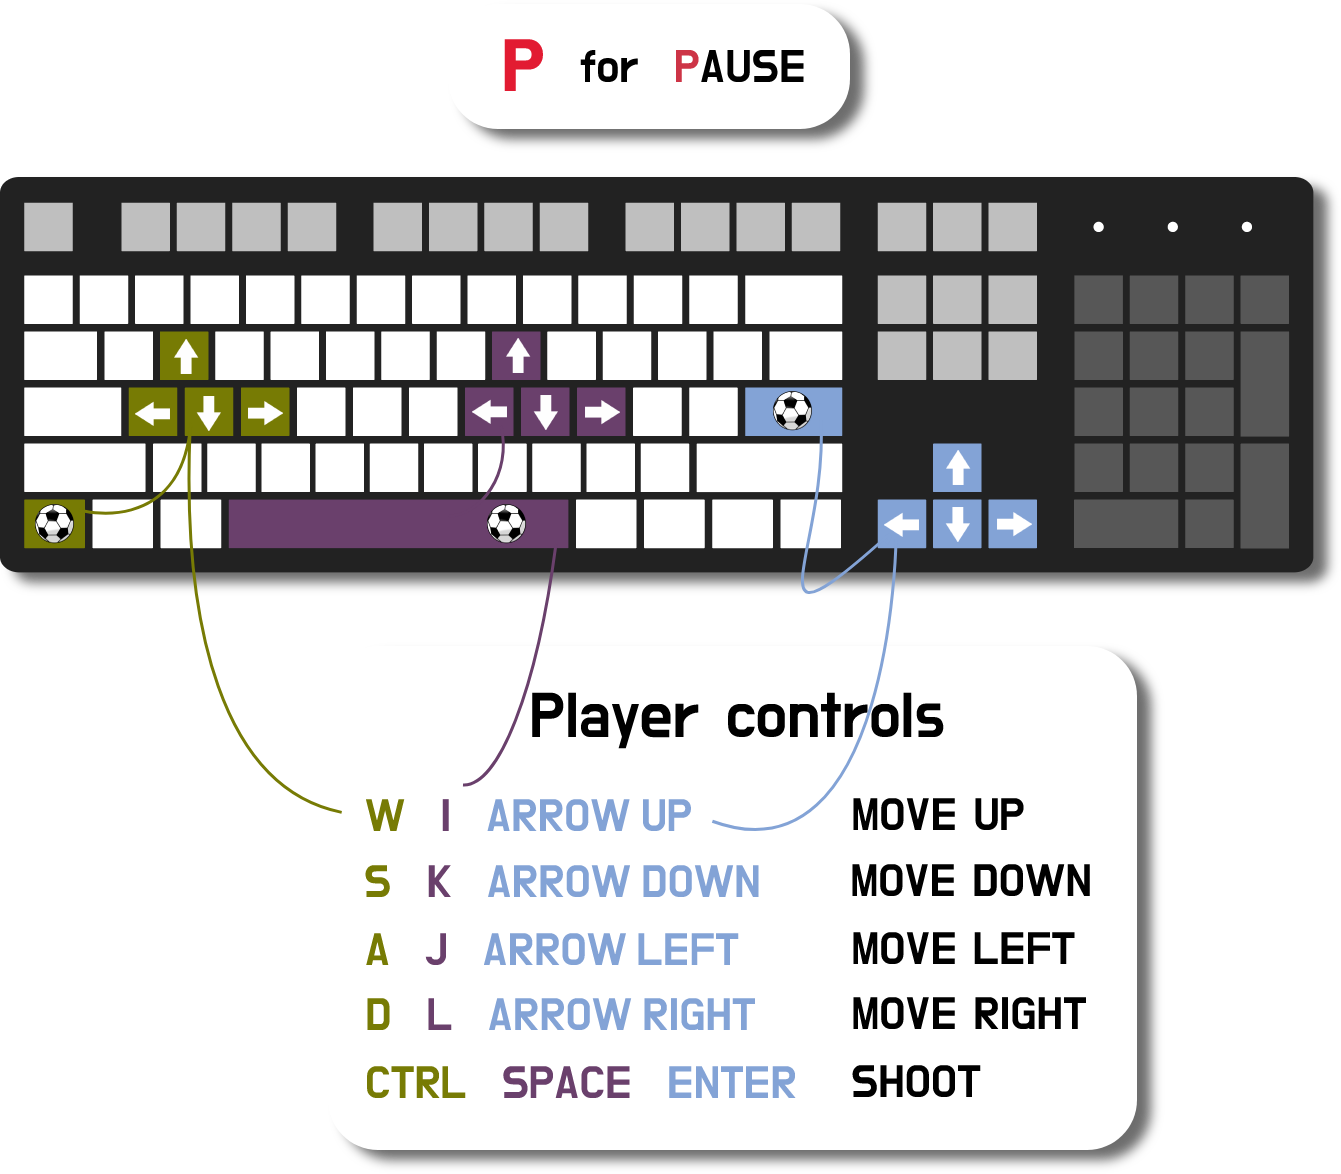 P for PAUSE
Player controls
W I ARROW UP MOVE UP
S K ARROW DOWN MOVE DOWN
A J ARROW LEFT MOVE LEFT
D L ARROW RIGHT MOVE RIGHT
CTRL SPACE ENTER SHOOT